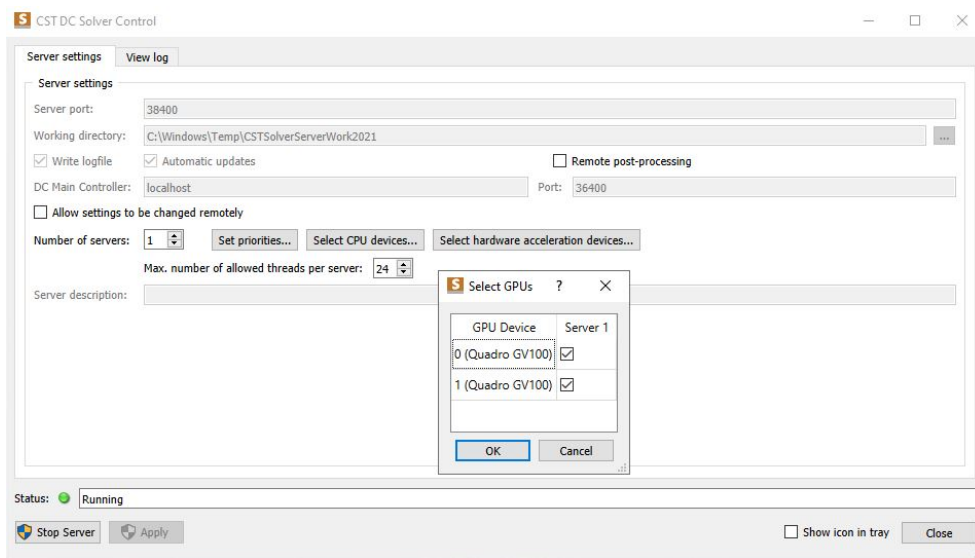 S CST DC Solver Control
Server settings View log
Server settings
Server port: 38400
Working directory: C:\Windows\Temp\CSTSolverServerWork2021 ...
Write logfile Automatic updates Remote post-processing
DC Main Controller: localhost Port: 36400
Allow settings to be changed remotely
Number of servers: 1 Set priorities... Select CPU devices... Select hardware acceleration devices...
Max. number of allowed threads per server: 24
Server description:
S Select GPUs ?
GPU Device Server 1
0 (Quadro GV100)
1 (Quadro GV100)
OK Cancel
Status: Running
Stop Server Apply Show icon in tray Close